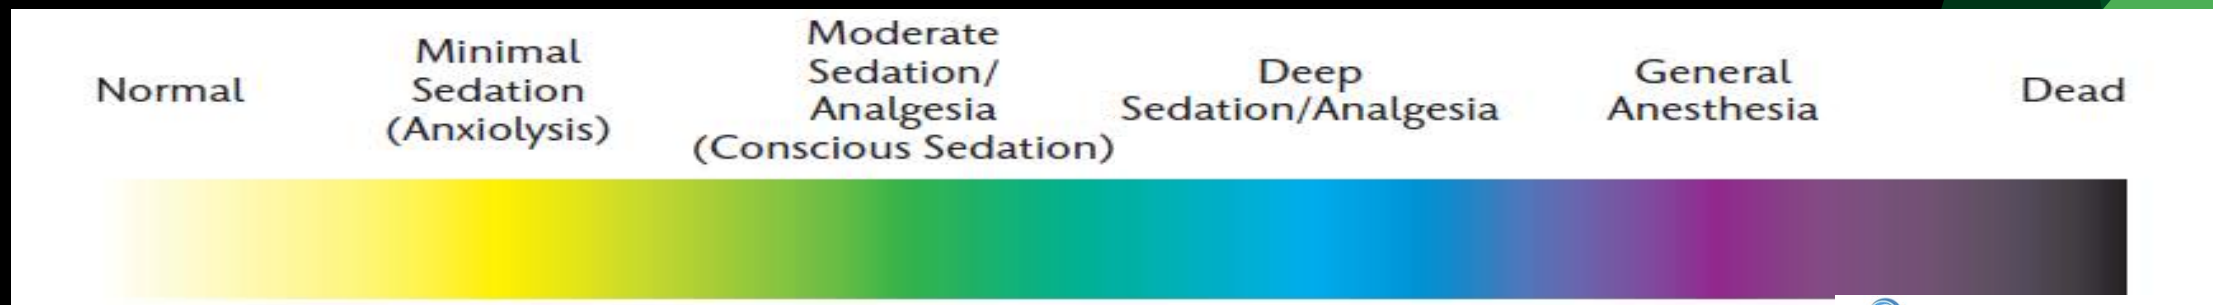 Normal
Minimal
Sedation
(Anxiolysis)
Moderate
Sedation/
Analgesia
(Conscious Sedation)
Deep
Sedation/Analgesia
General
Anesthesia
Dead